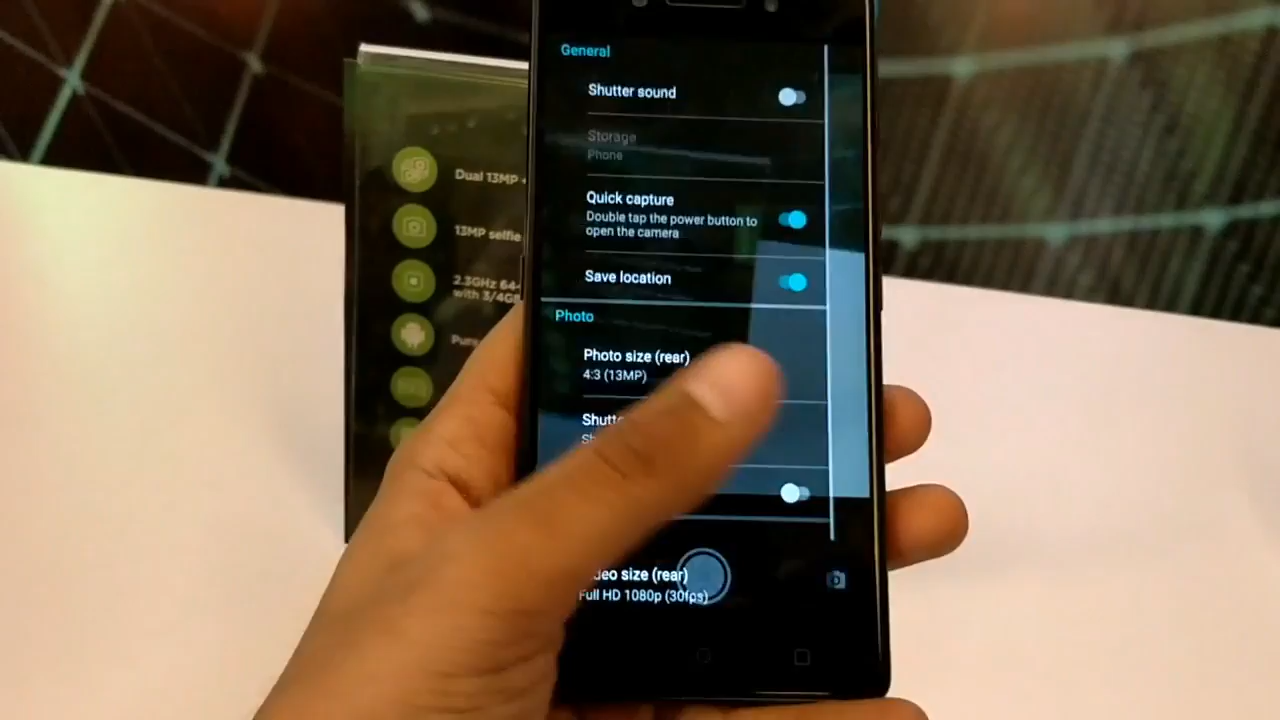 General
Shutter sound
Storage
Phone
Quick capture
Double tap the power button to
open the camera
Save location
Photo
Photo size (rear)
4:3 (13MP)
size (rear)
Full HD 1080p (30fps)
Dual 13MP +
13MP selfie
2.3GHz 64-
with 3/4GB